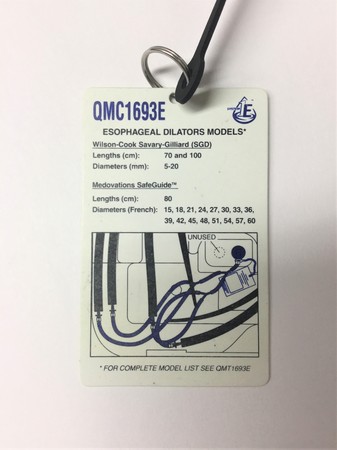 QMC1693E
E
ESOPHAGEAL DILATORS MODELS*
Wilson-Cook Savary-Gilliard (SGD)
Lengths (cm): 70 and 100
Diameters (mm): 5-20
Medovations SafeGuide™
Lengths (cm): 80
Diameters (French): 15, 18, 21, 24, 27, 30, 33, 36,
39, 42, 45, 48, 51, 54, 57, 60
UNUSED
* FOR COMPLETE MODEL LIST SEE QMT1693E